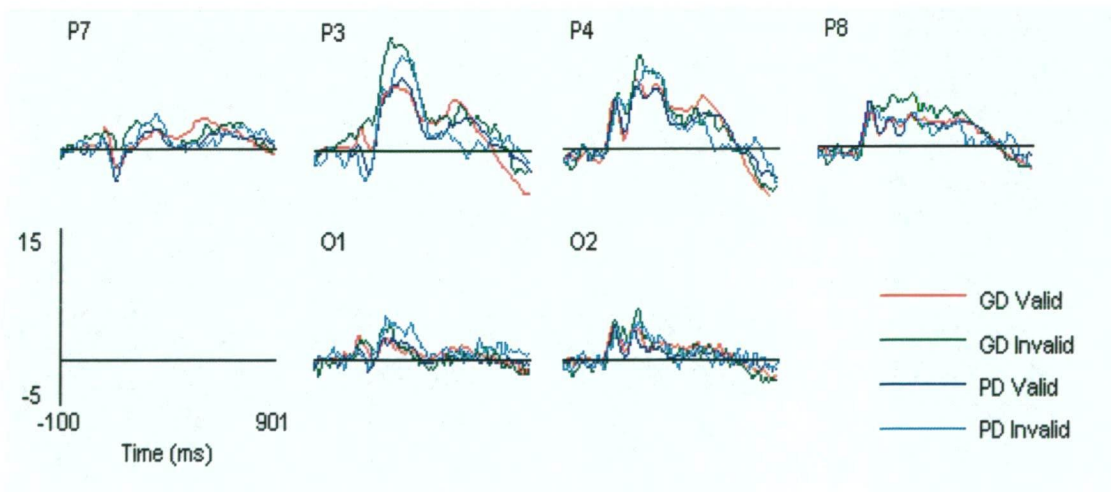 P7
P3
P4
P8
15
-5
-100
901
Time (ms)
O1
O2
GD Valid
GD Invalid
PD Valid
PD Invalid